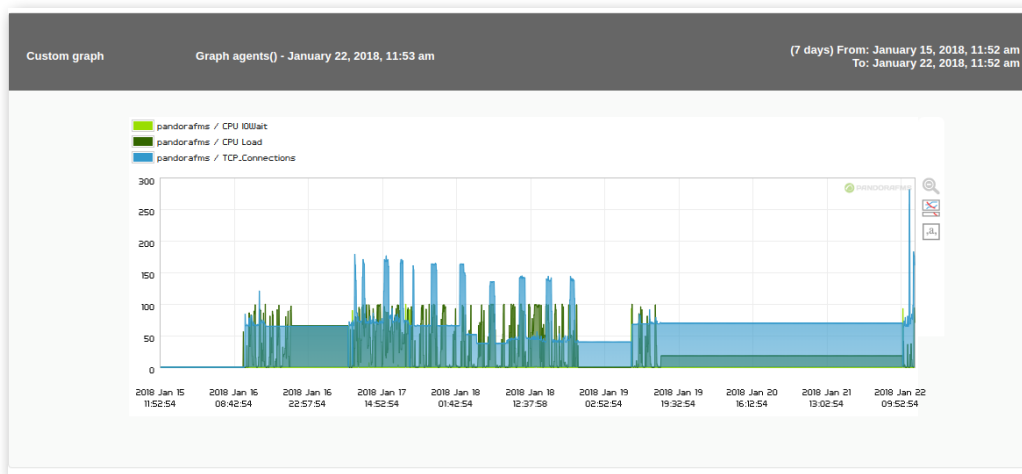 Custom graph
Graph agents() - January 22, 2018, 11:53 am
(7 days) From: January 15, 2018, 11:52 am
To: January 22, 2018, 11:52 am
pandorafms / CPU IOWait
pandorafms / CPU Load
pandorafms / TCP_Connections
PANDORAFMS
300
250
200
150
100
50
0
2018 Jan 15 2018 Jan 16 2018 Jan 16 2018 Jan 17 2018 Jan 18 2018 Jan 18 2018 Jan 19 2018 Jan 19 2018 Jan 20 2018 Jan 21 2018 Jan 22
11:52:54 08:42:54 22:57:54 14:52:54 01:42:54 12:37:58 02:52:54 19:32:54 16:12:54 13:02:54 09:52:54